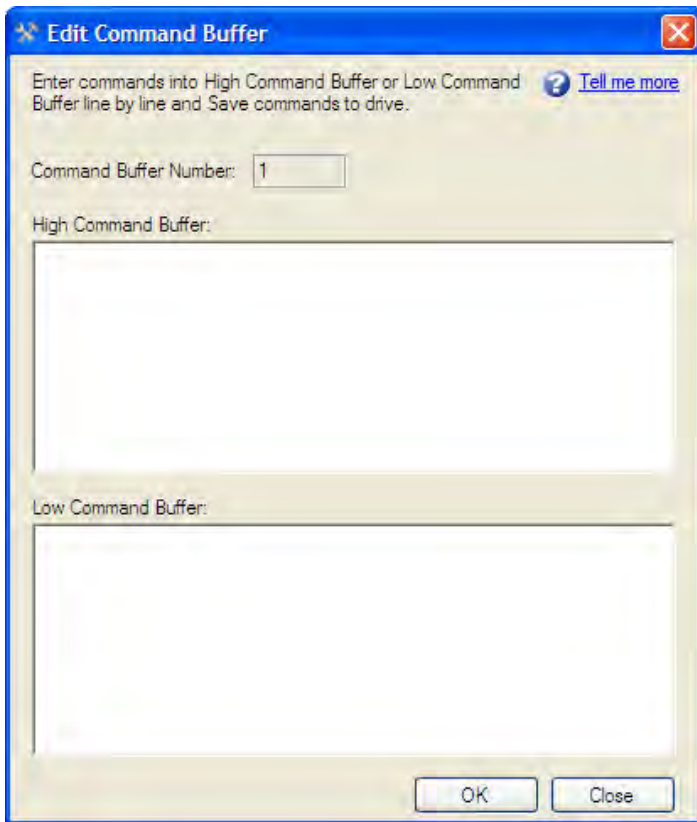 Edit Command Buffer
Enter commands into High Command Buffer or Low Command
Buffer line by line and Save commands to drive.
Tell me more
Command Buffer Number: 1
High Command Buffer:
Low Command Buffer:
OK Close